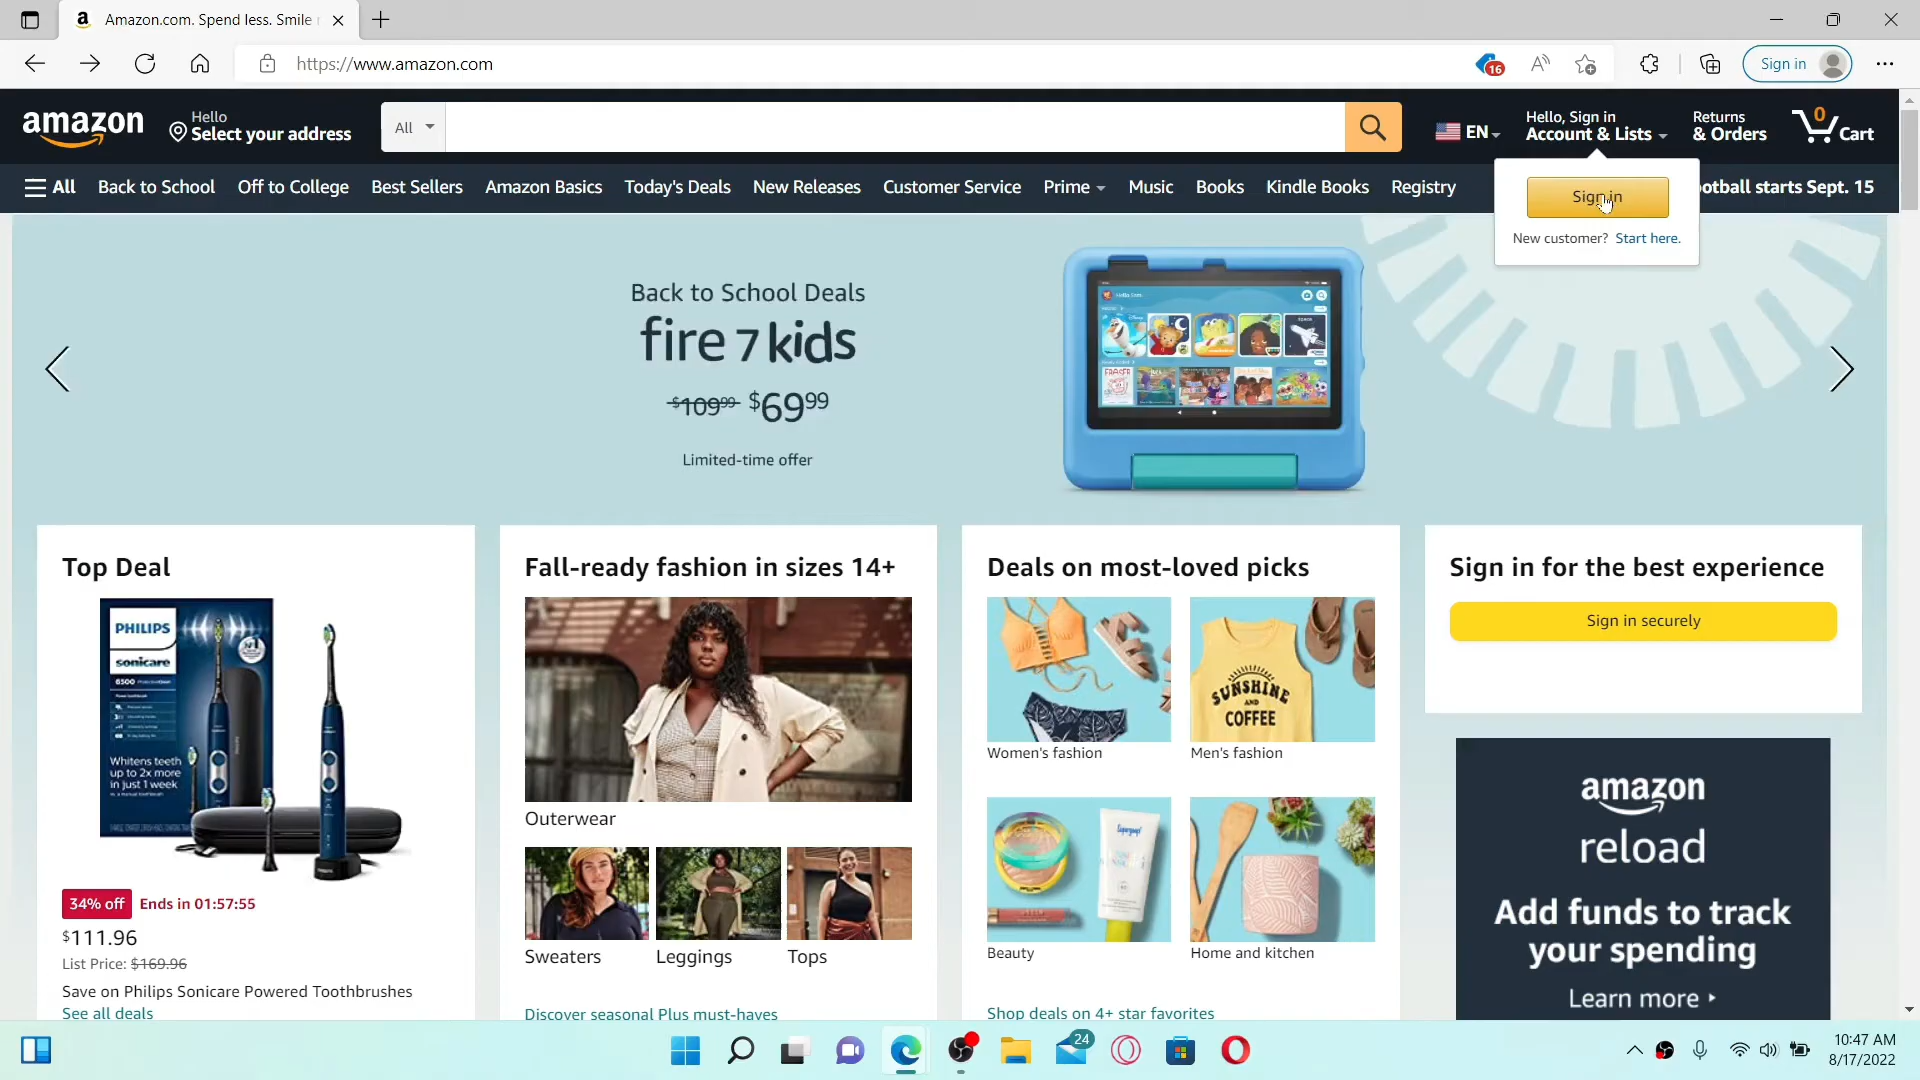 Amazon.com. Spend less. Smile
https://www.amazon.com
16
Sign in
amazon
Hello
Select your address
All
EN
Hello, Sign in
Account & Lists
Returns
& Orders
0
Cart
All
Back to School
Off to College
Best Sellers
Amazon Basics
Today's Deals
New Releases
Customer Service
Prime
Music
Books
Kindle Books
Registry
ootball starts Sept. 15
Sign in
New customer? Start here.
Back to School Deals
fire 7 kids
$109.99 $69.99
Limited-time offer
Top Deal
PHILIPS
sonicare
6500
Whitens teeth
up to 2x more
in just 1 week
34% off Ends in 01:57:55
$111.96
List Price: $169.96
Save on Philips Sonicare Powered Toothbrushes
See all deals
Fall-ready fashion in sizes 14+
Outerwear
Sweaters
Leggings
Tops
Discover seasonal Plus must-haves
Deals on most-loved picks
SUNSHINE
AND
COFFEE
Women's fashion
Men's fashion
Beauty
Home and kitchen
Shop deals on 4+ star favorites
Sign in for the best experience
Sign in securely
amazon
reload
Add funds to track
your spending
Learn more
24
10:47 AM
8/17/2022